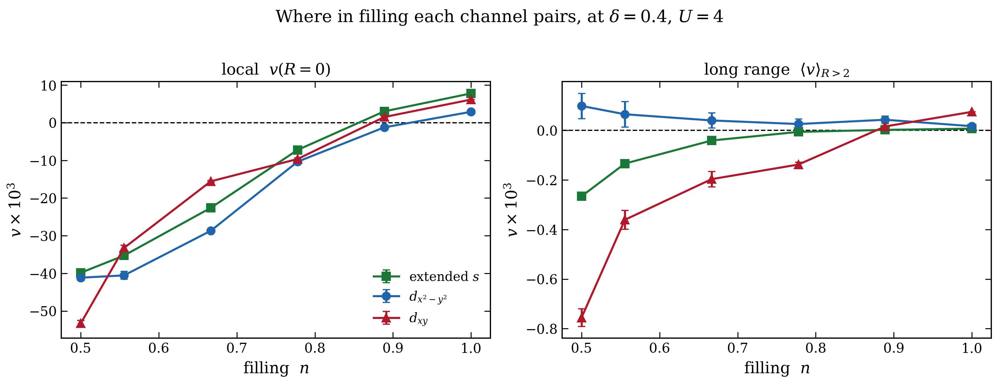 Where in filling each channel pairs, at δ = 0.4, U = 4
local v(R = 0)
10
0
−10
−20
−30
−40
−50
v × 10³
0.5 0.6 0.7 0.8 0.9 1.0
filling n
extended s
dₓ²₋ᵧ²
d_{xy}
long range ⟨v⟩_{R > 2}
0.0
−0.2
−0.4
−0.6
−0.8
v × 10³
0.5 0.6 0.7 0.8 0.9 1.0
filling n